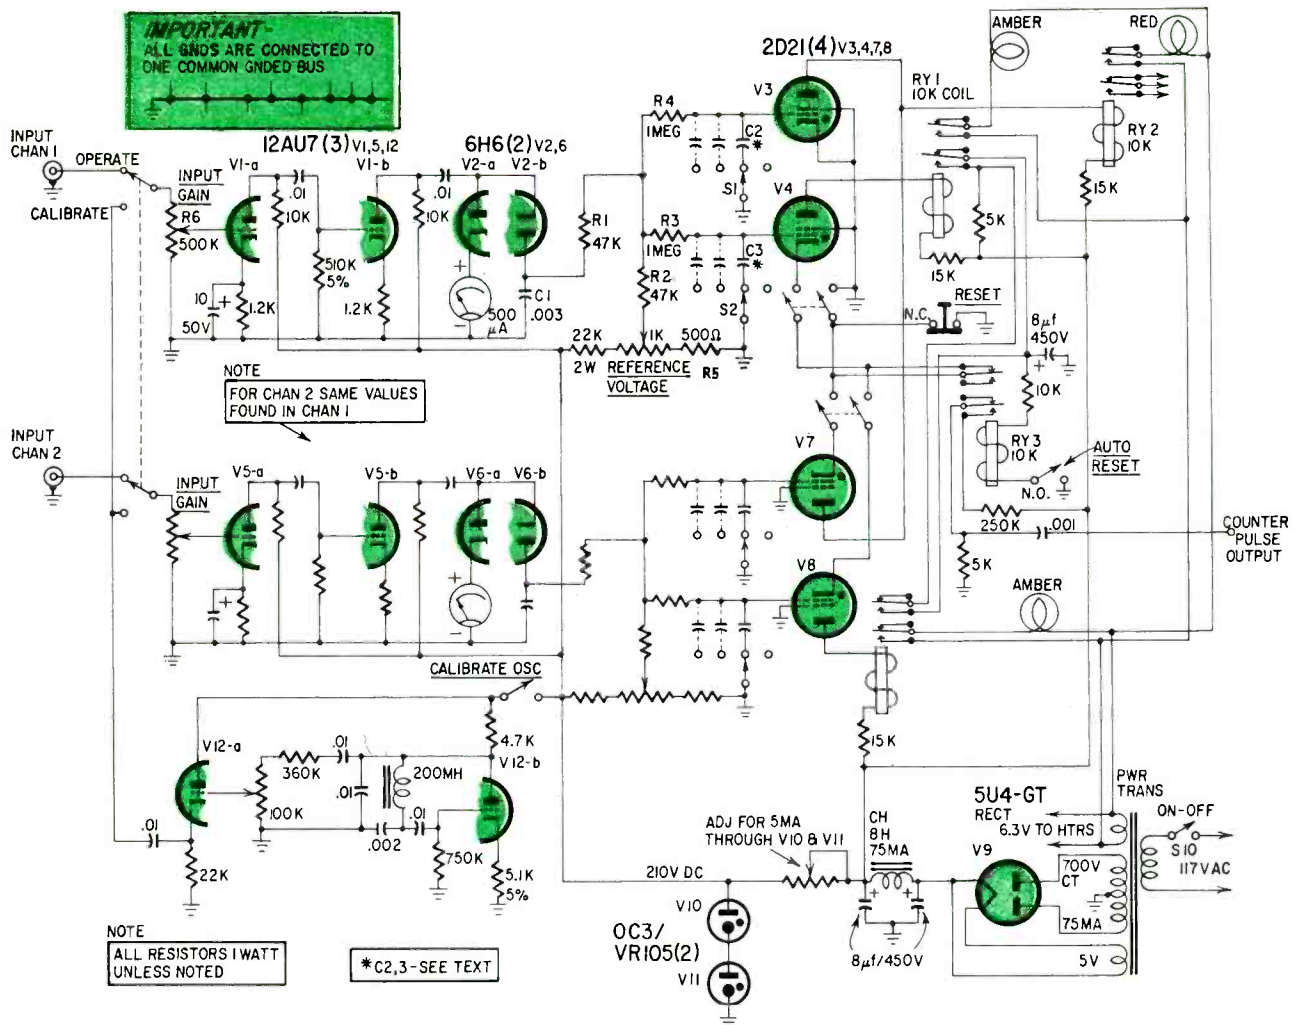 IMPORTANT-
ALL GNDS ARE CONNECTED TO
ONE COMMON GNDED BUS
INPUT
CHAN 1
OPERATE
CALIBRATE
INPUT
GAIN
R6
500K
12AU7(3)V1,5,12
V1-a
V1-b
.01
10K
10
50V
+
1.2K
510K
5%
1.2K
6H6(2)V2,6
V2-a
V2-b
.01
10K
+
-
500
μA
C1
.003
R1
47K
R4
1MEG
R3
1MEG
R2
47K
22K
2W
1K
REFERENCE
VOLTAGE
500Ω
R5
C2
*
S1
C3
*
S2
2D21(4)V3,4,7,8
V3
V4
RY1
10K COIL
AMBER
RED
RY2
10K
15K
5K
15K
RESET
N.C.
8μf
450V
+
10K
RY3
10K
AUTO
RESET
N.O.
250K
.001
5K
COUNTER
PULSE
OUTPUT
AMBER
NOTE
FOR CHAN 2 SAME VALUES
FOUND IN CHAN 1
INPUT
CHAN 2
INPUT
GAIN
V5-a
V5-b
V6-a
V6-b
+
+
-
V7
V8
15K
CALIBRATE OSC
4.7K
V12-a
V12-b
360K
.01
200MH
.01
100K
.002
.01
750K
5.1K
5%
.01
22K
ADJ FOR 5MA
THROUGH V10 & V11
210V DC
V10
OC3/
VR105(2)
V11
CH
8H
75MA
+
+
8μf/450V
5U4-GT
RECT
V9
6.3V TO HTRS
700V
CT
75MA
5V
PWR
TRANS
ON-OFF
S10
117VAC
NOTE
ALL RESISTORS 1 WATT
UNLESS NOTED
*C2,3-SEE TEXT